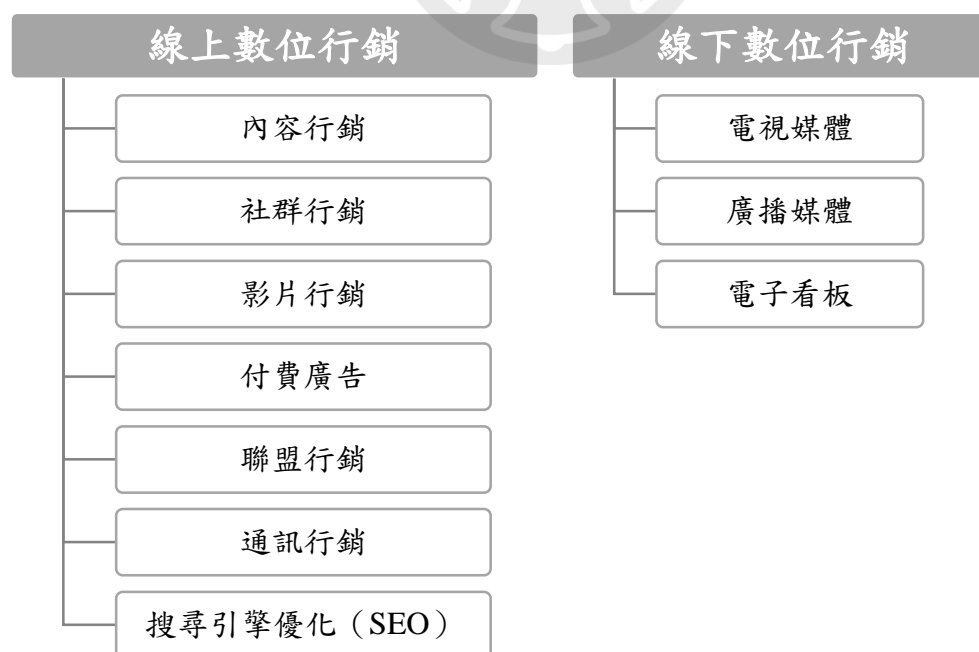 線上數位行銷
內容行銷
社群行銷
影片行銷
付費廣告
聯盟行銷
通訊行銷
搜尋引擎優化（SEO）
線下數位行銷
電視媒體
廣播媒體
電子看板